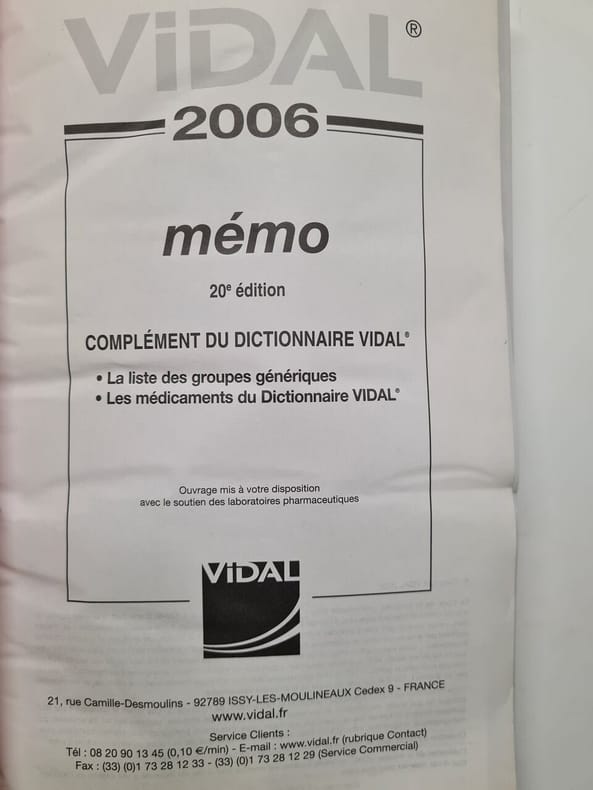 ViDAL®
2006
mémo
20e édition
COMPLÉMENT DU DICTIONNAIRE VIDAL®
• La liste des groupes génériques
• Les médicaments du Dictionnaire VIDAL®
Ouvrage mis à votre disposition
avec le soutien des laboratoires pharmaceutiques
ViDAL
21, rue Camille-Desmoulins - 92789 ISSY-LES-MOULINEAUX Cedex 9 - FRANCE
www.vidal.fr
Service Clients :
Tél : 08 20 90 13 45 (0,10 €/min) - E-mail : www.vidal.fr (rubrique Contact)
Fax : (33) (0)1 73 28 12 33 - (33) (0)1 73 28 12 29 (Service Commercial)